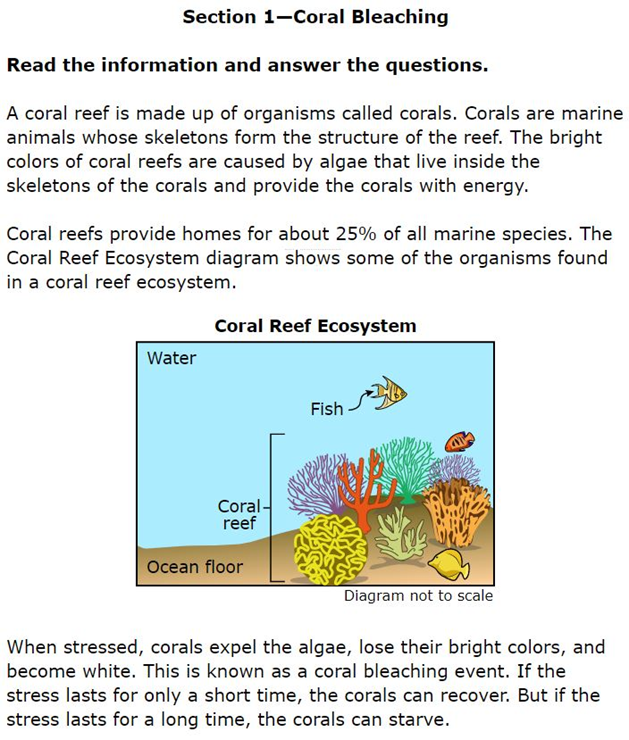 Section 1—Coral Bleaching
Read the information and answer the questions.
A coral reef is made up of organisms called corals. Corals are marine
animals whose skeletons form the structure of the reef. The bright
colors of coral reefs are caused by algae that live inside the
skeletons of the corals and provide the corals with energy.
Coral reefs provide homes for about 25% of all marine species. The
Coral Reef Ecosystem diagram shows some of the organisms found
in a coral reef ecosystem.
Coral Reef Ecosystem
Water
Fish
Coral
reef
Ocean floor
Diagram not to scale
When stressed, corals expel the algae, lose their bright colors, and
become white. This is known as a coral bleaching event. If the
stress lasts for only a short time, the corals can recover. But if the
stress lasts for a long time, the corals can starve.